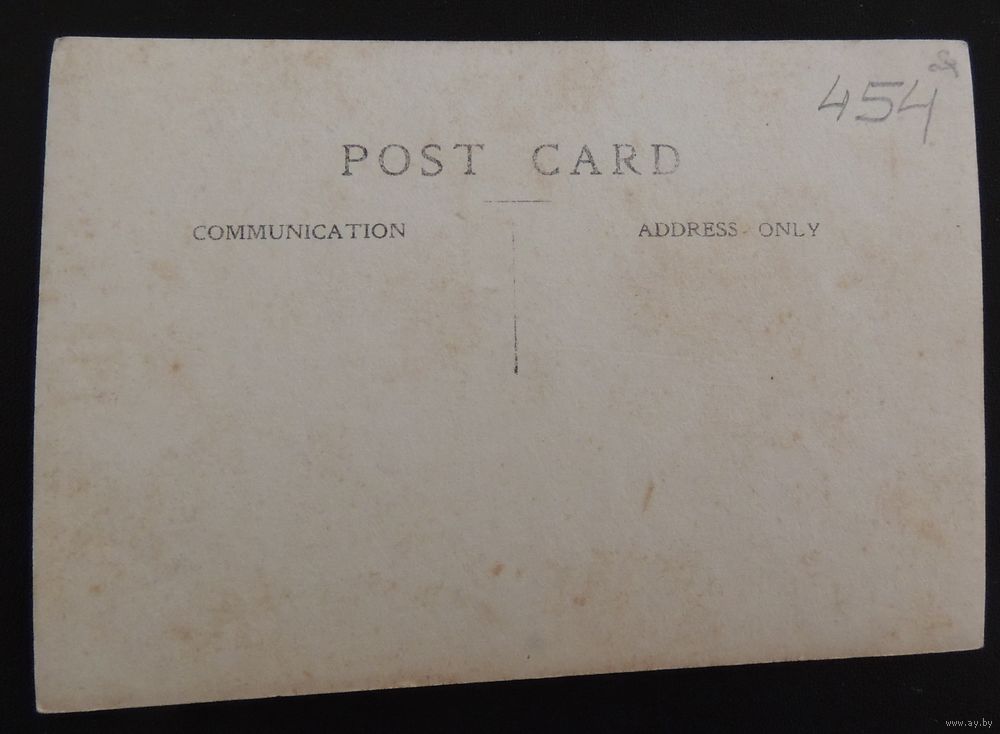 454
POST CARD
COMMUNICATION
ADDRESS ONLY
www.ay.by